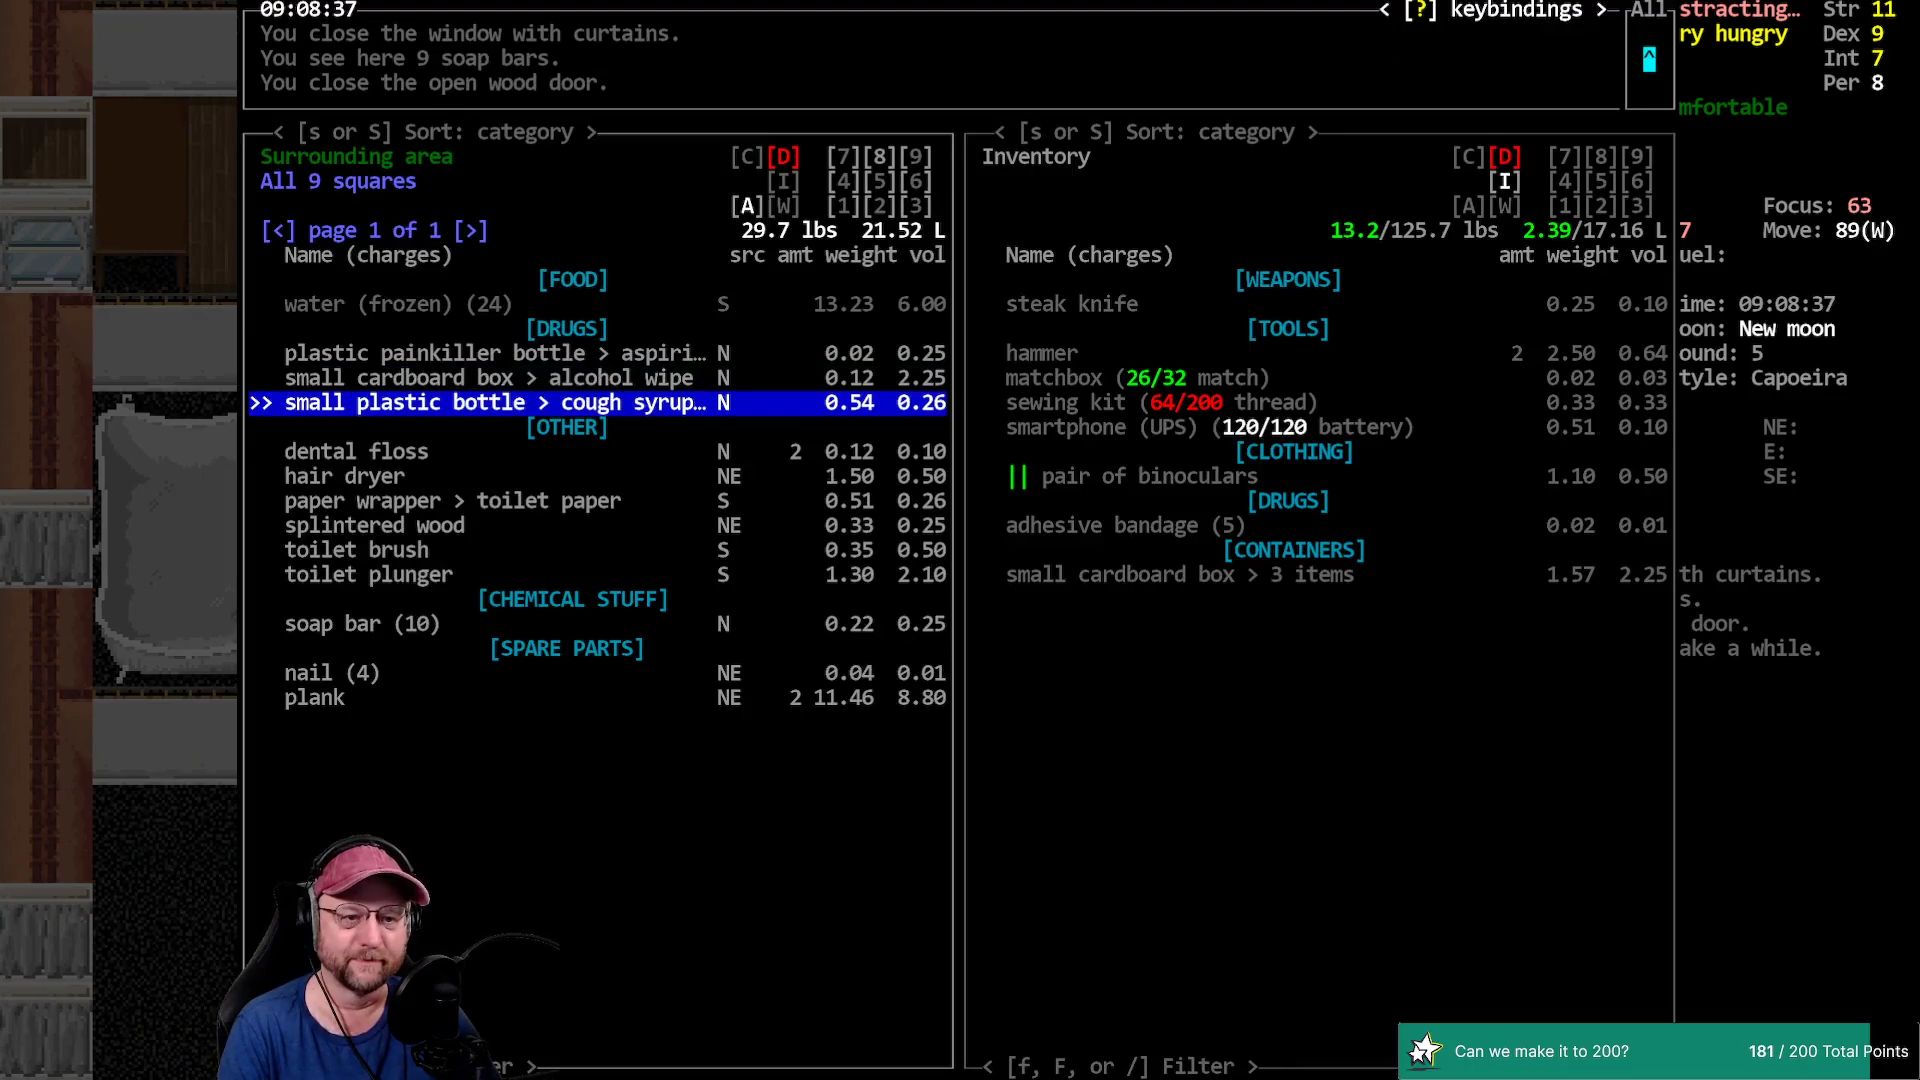 09:08:37
< [?] keybindings >
All
stracting… Str 11
You close the window with curtains.
ry hungry Dex 9
You see here 9 soap bars.
^
Int 7
You close the open wood door.
Per 8
mfortable
< [s or S] Sort: category >
Surrounding area [C][D] [7][8][9]
All 9 squares [I] [4][5][6]
[A][W] [1][2][3]
[<] page 1 of 1 [>] 29.7 lbs 21.52 L
Name (charges) src amt weight vol
[FOOD]
water (frozen) (24) S 13.23 6.00
[DRUGS]
plastic painkiller bottle > aspiri… N 0.02 0.25
small cardboard box > alcohol wipe N 0.12 2.25
>> small plastic bottle > cough syrup… N 0.54 0.26
[OTHER]
dental floss N 2 0.12 0.10
hair dryer NE 1.50 0.50
paper wrapper > toilet paper S 0.51 0.26
splintered wood NE 0.33 0.25
toilet brush S 0.35 0.50
toilet plunger S 1.30 2.10
[CHEMICAL STUFF]
soap bar (10) N 0.22 0.25
[SPARE PARTS]
nail (4) NE 0.04 0.01
plank NE 2 11.46 8.80
er >
< [s or S] Sort: category >
Inventory [C][D] [7][8][9]
[I] [4][5][6]
[A][W] [1][2][3]
13.2/125.7 lbs 2.39/17.16 L
Name (charges) amt weight vol
[WEAPONS]
steak knife 0.25 0.10
[TOOLS]
hammer 2 2.50 0.64
matchbox (26/32 match) 0.02 0.03
sewing kit (64/200 thread) 0.33 0.33
smartphone (UPS) (120/120 battery) 0.51 0.10
[CLOTHING]
|| pair of binoculars 1.10 0.50
[DRUGS]
adhesive bandage (5) 0.02 0.01
[CONTAINERS]
small cardboard box > 3 items 1.57 2.25
< [f, F, or /] Filter >
Focus: 63
7 Move: 89(W)
uel:
ime: 09:08:37
oon: New moon
ound: 5
tyle: Capoeira
NE:
E:
SE:
th curtains.
s.
door.
ake a while.
Can we make it to 200? 181 / 200 Total Points